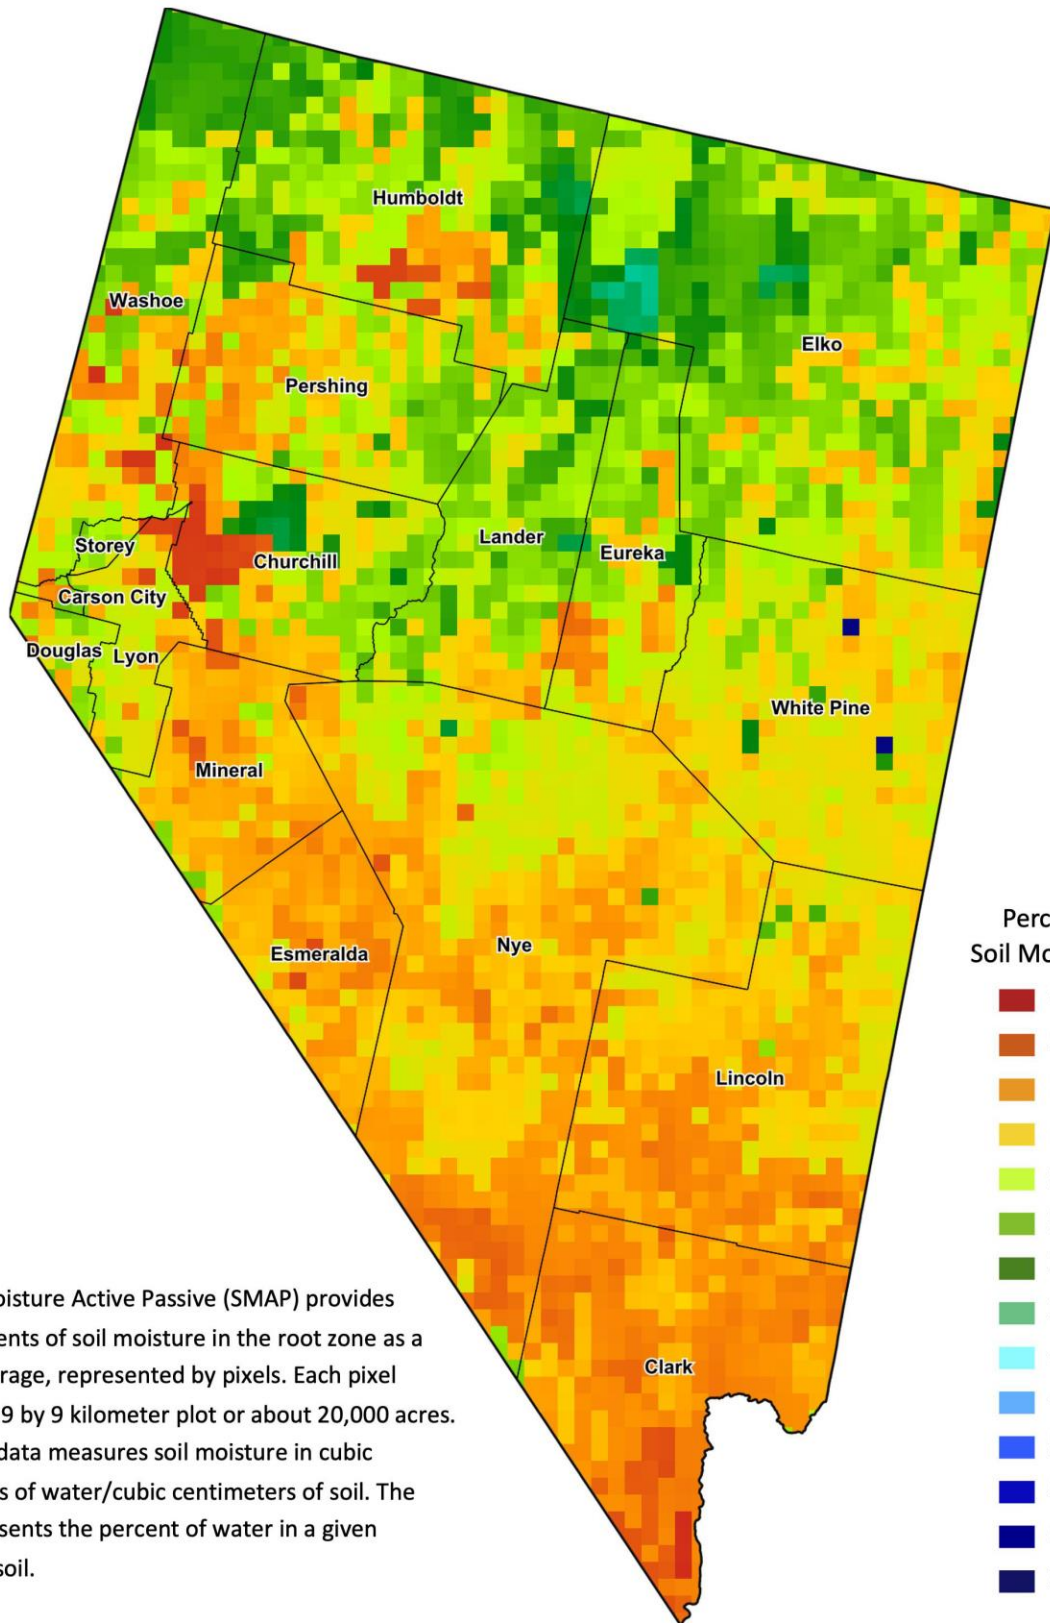 Humboldt
Washoe
Elko
Pershing
Lander
Storey
Eureka
Churchill
Carson City
Douglas
Lyon
White Pine
Mineral
Perc
Soil Mo
Nye
Esmeralda
Lincoln
oisture Active Passive (SMAP) provides
ents of soil moisture in the root zone as a
rage, represented by pixels. Each pixel
9 by 9 kilometer plot or about 20,000 acres.
data measures soil moisture in cubic
s of water/cubic centimeters of soil. The
sents the percent of water in a given
soil.
Clark